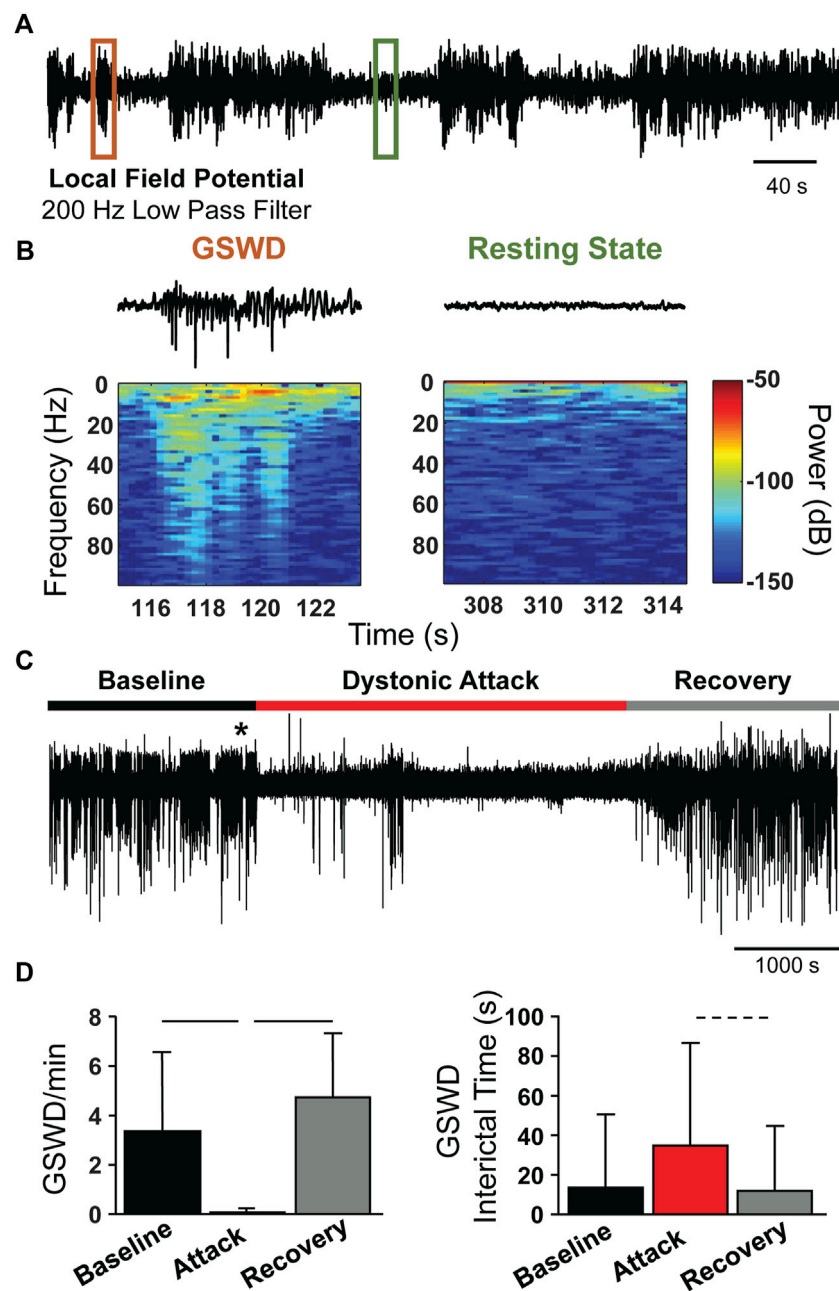 A
Local Field Potential
200 Hz Low Pass Filter
40 s
B
GSWD
Resting State
Frequency (Hz)
0
20
40
60
80
116 118 120 122
0
20
40
60
80
308 310 312 314
Time (s)
-50
-100
-150
Power (dB)
C
Baseline
Dystonic Attack
Recovery
*
1000 s
D
GSWD/min
8
6
4
2
0
Baseline
Attack
Recovery
GSWD
Interictal Time (s)
100
80
60
40
20
0
Baseline
Attack
Recovery